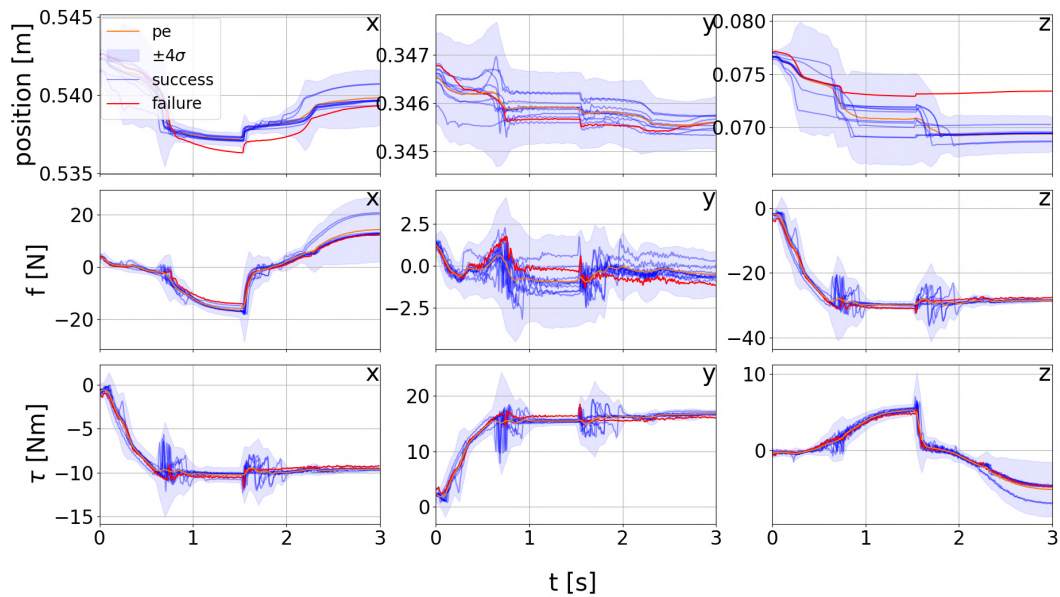 0.545
0.540
0.535
position [m]
x
pe
±4σ
success
failure
0.347
0.346
0.345
y
0.080
0.075
0.070
z
20
0
−20
f [N]
x
2.5
0.0
−2.5
y
0
−20
−40
z
0
−5
−10
−15
τ [Nm]
x
20
10
0
y
10
0
z
0 1 2 3 0 1 2 3 0 1 2 3
t [s]